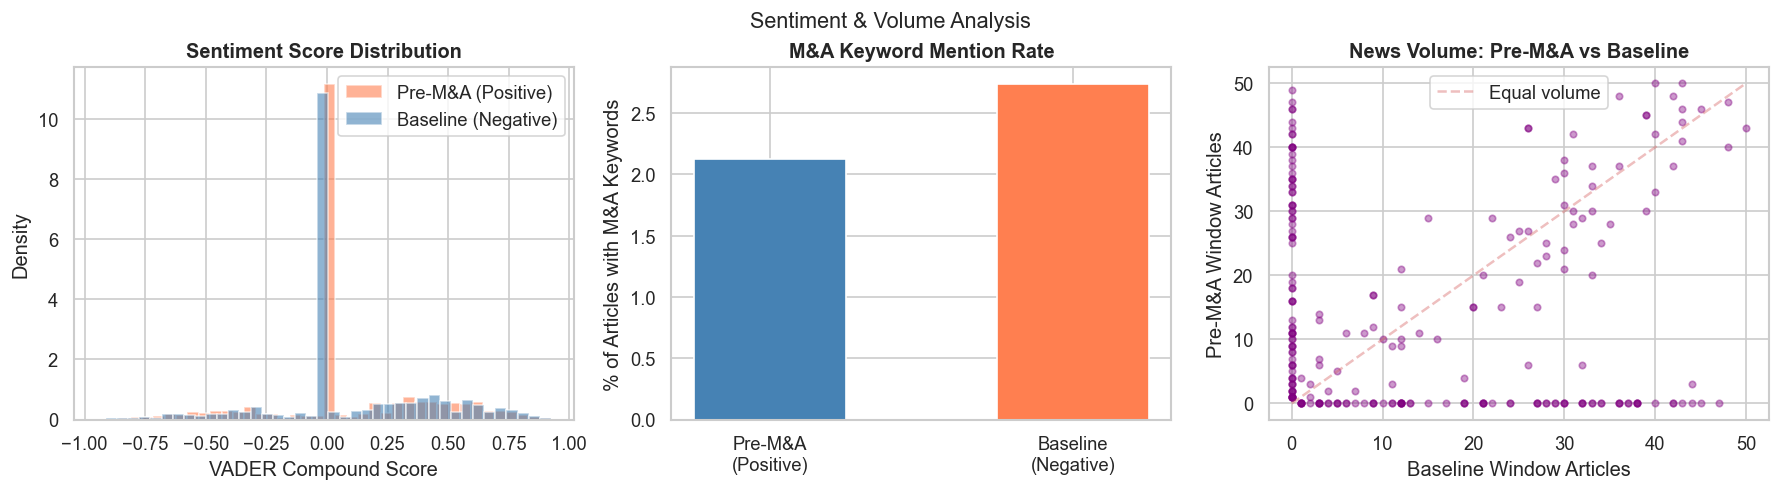 Sentiment & Volume Analysis
Sentiment Score Distribution
Pre-M&A (Positive)
Baseline (Negative)
Density
10
8
6
4
2
0
−1.00 −0.75 −0.50 −0.25 0.00 0.25 0.50 0.75 1.00
VADER Compound Score
M&A Keyword Mention Rate
% of Articles with M&A Keywords
2.5
2.0
1.5
1.0
0.5
0.0
Pre-M&A
(Positive)
Baseline
(Negative)
News Volume: Pre-M&A vs Baseline
Equal volume
Pre-M&A Window Articles
50
40
30
20
10
0
0 10 20 30 40 50
Baseline Window Articles